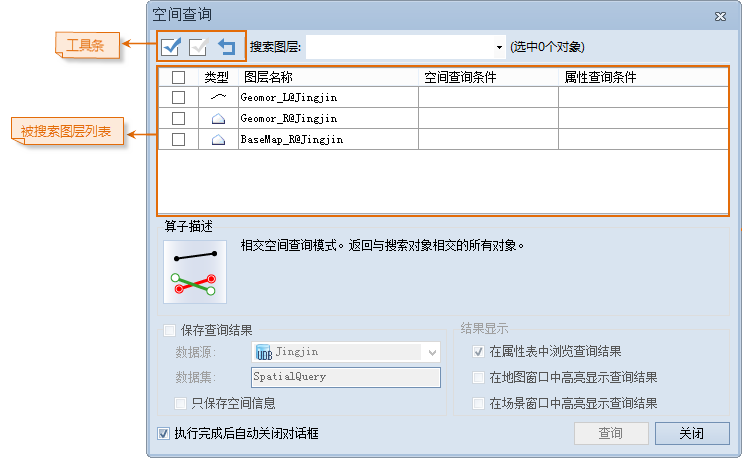 空间查询
工具条
搜索图层:
(选中0个对象)
类型 图层名称 空间查询条件 属性查询条件
Geomor_L@Jingjin
Geomor_R@Jingjin
被搜索图层列表
BaseMap_R@Jingjin
算子描述
相交空间查询模式。返回与搜索对象相交的所有对象。
保存查询结果
数据源: UDB Jingjin
数据集: SpatialQuery
只保存空间信息
结果显示
在属性表中浏览查询结果
在地图窗口中高亮显示查询结果
在场景窗口中高亮显示查询结果
执行完成后自动关闭对话框
查询 关闭